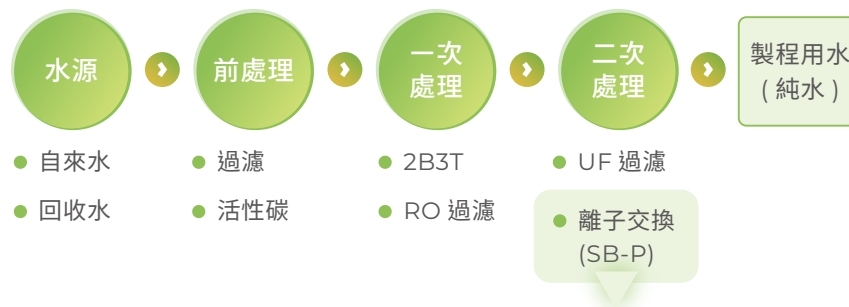 水源
前處理
一次
處理
二次
處理
製程用水
( 純水 )
自來水
回收水
過濾
活性碳
2B3T
RO 過濾
UF 過濾
離子交換
(SB-P)